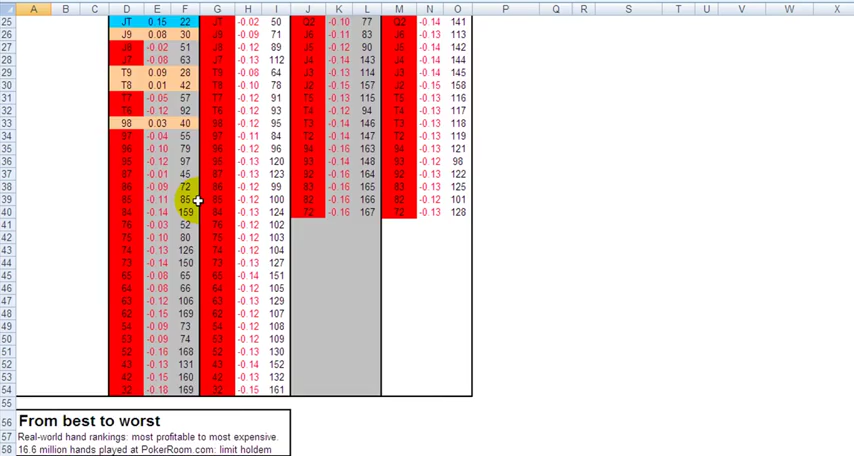 A B C D E F G H I J K L M N O P Q R S T U V W X
25 JT 0.15 22 JT -0.02 50 Q2 -0.10 77 Q2 -0.14 141
26 J9 0.08 30 J9 -0.09 71 J6 -0.11 83 J6 -0.13 113
27 J8 -0.02 51 J8 -0.11 89 J5 -0.12 90 J5 -0.14 142
28 J7 -0.08 63 J7 -0.13 112 J4 -0.14 143 J4 -0.13 114
29 T9 0.09 28 T9 -0.08 64 J3 -0.13 114 J3 -0.14 145
30 T8 0.01 42 T8 -0.10 78 J2 -0.15 157 J2 -0.15 158
31 T7 -0.05 57 T7 -0.12 91 T5 -0.13 115 T5 -0.13 116
32 T6 -0.12 92 T6 -0.12 93 T4 -0.12 94 T4 -0.13 117
33 98 0.03 40 98 -0.12 95 T3 -0.14 146 T3 -0.13 118
34 97 -0.04 55 97 -0.11 84 T2 -0.14 147 T2 -0.13 119
35 96 -0.10 79 96 -0.12 96 94 -0.16 163 94 -0.13 121
36 95 -0.12 97 95 -0.13 120 93 -0.14 148 93 -0.12 98
37 87 -0.01 45 87 -0.13 123 92 -0.16 164 92 -0.13 122
38 86 -0.09 72 86 -0.12 99 83 -0.16 165 83 -0.13 125
39 85 -0.11 85 85 -0.12 100 82 -0.16 166 82 -0.12 101
40 84 -0.14 159 84 -0.13 124 72 -0.16 167 72 -0.13 128
41 76 -0.03 52 76 -0.12 102
42 75 -0.10 80 75 -0.12 103
43 74 -0.13 126 74 -0.12 104
44 73 -0.14 150 73 -0.13 127
45 65 -0.08 65 65 -0.14 151
46 64 -0.08 66 64 -0.12 105
47 63 -0.12 106 63 -0.13 129
48 62 -0.15 169 62 -0.12 107
49 54 -0.09 73 54 -0.12 108
50 53 -0.09 74 53 -0.12 109
51 52 -0.16 168 52 -0.13 130
52 43 -0.13 131 43 -0.14 152
53 42 -0.15 160 42 -0.13 132
54 32 -0.18 169 32 -0.15 161
55
56 From best to worst
57 Real-world hand rankings: most profitable to most expensive.
58 16.6 million hands played at PokerRoom.com: limit holdem